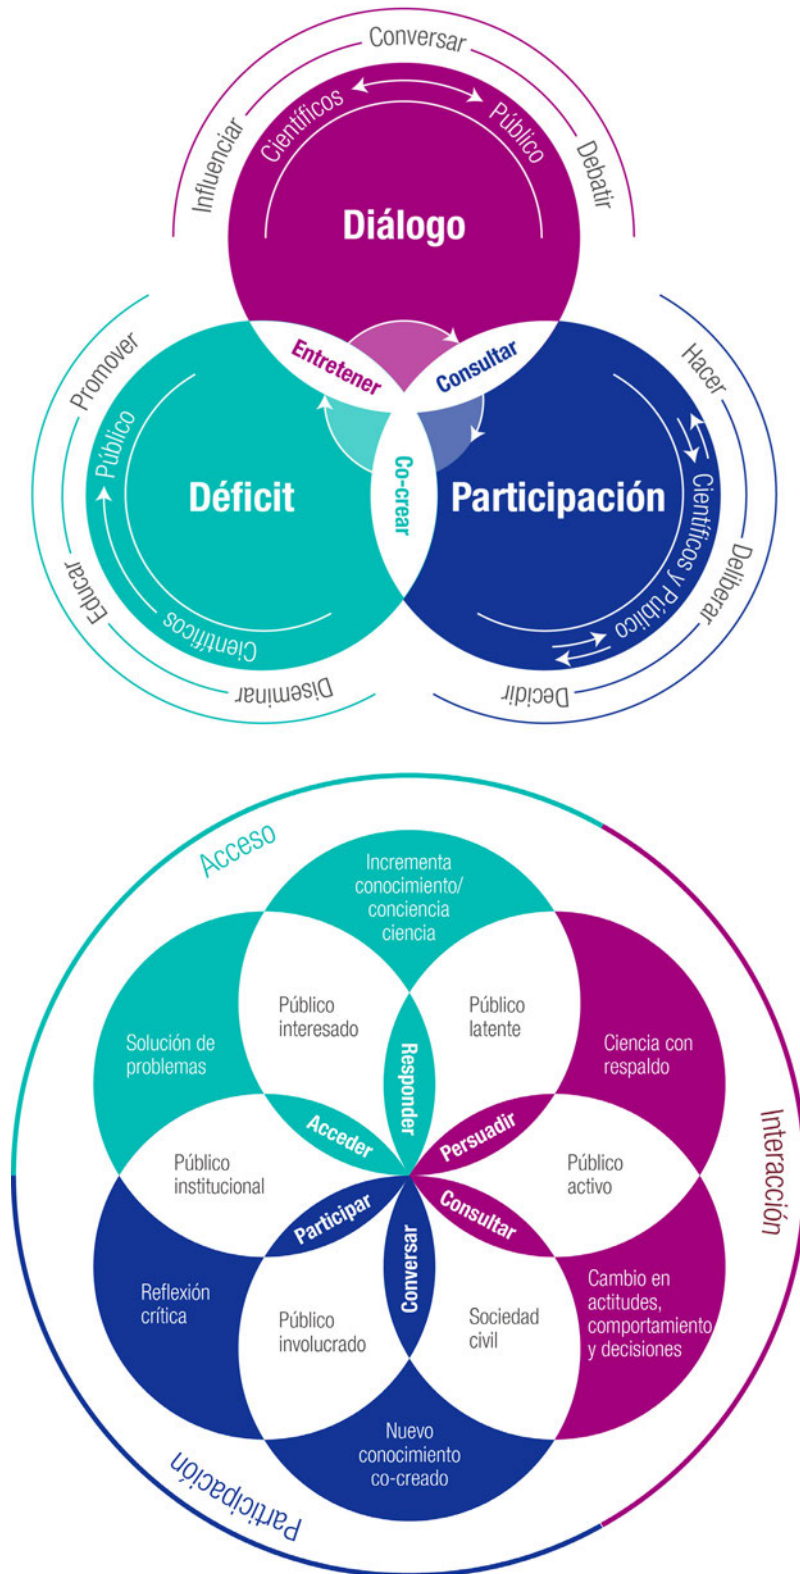 Conversar
Influenciar
Debatir
Científicos
Público
Diálogo
Entretener
Consultar
Co-crear
Promover
Educar
Diseminar
Público
Científicos
Déficit
Participación
Hacer
Deliberar
Decidir
Científicos y Público
Acceso
Interacción
Participación
Incrementa
conocimiento/
conciencia
ciencia
Público
interesado
Público
latente
Solución de
problemas
Ciencia con
respaldo
Responder
Acceder
Persuadir
Público
institucional
Público
activo
Participar
Consultar
Conversar
Reflexión
crítica
Público
involucrado
Sociedad
civil
Cambio en
actitudes,
comportamiento
y decisiones
Nuevo
conocimiento
co-creado